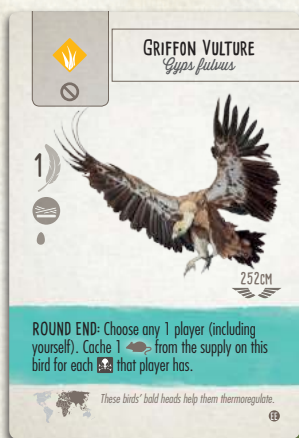 GRIFFON VULTURE
Gyps fulvus
1
252CM
ROUND END: Choose any 1 player (including
yourself). Cache 1 from the supply on this
bird for each that player has.
These birds' bald heads help them thermoregulate.
EE